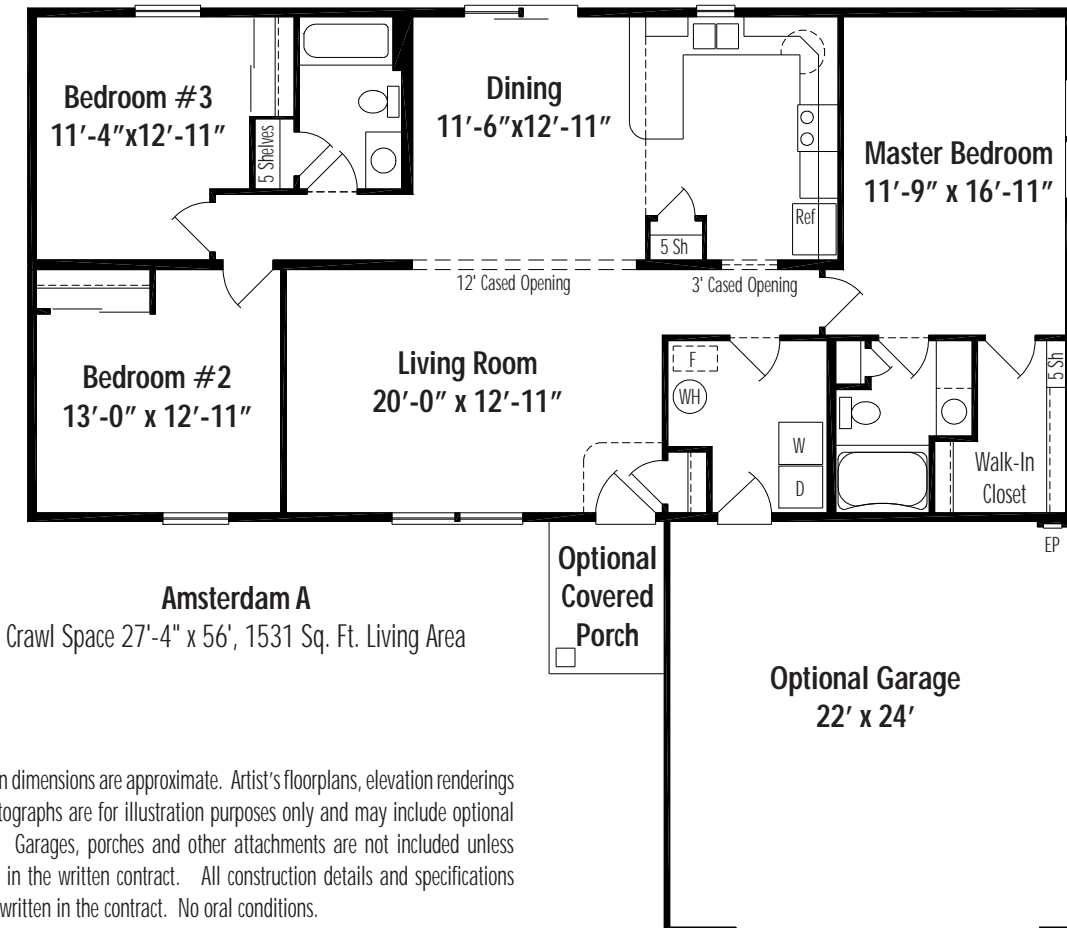 Bedroom #3
11'-4"x12'-11"
5 Shelves
Dining
11'-6"x12'-11"
5 Sh
Ref
Master Bedroom
11'-9" x 16'-11"
12' Cased Opening
3' Cased Opening
Bedroom #2
13'-0" x 12'-11"
Living Room
20'-0" x 12'-11"
F
WH
W
D
5 Sh
Walk-In
Closet
EP
Optional
Covered
Porch
Amsterdam A
Crawl Space 27'-4" x 56', 1531 Sq. Ft. Living Area
Optional Garage
22' x 24'
n dimensions are approximate. Artist's floorplans, elevation renderings
tographs are for illustration purposes only and may include optional
Garages, porches and other attachments are not included unless
in the written contract. All construction details and specifications
written in the contract. No oral conditions.